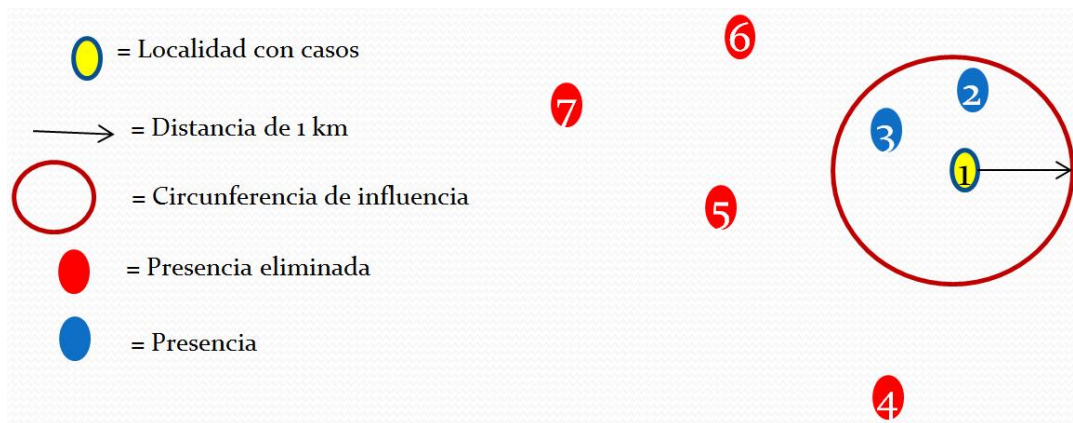 = Localidad con casos
= Distancia de 1 km
= Circunferencia de influencia
= Presencia eliminada
= Presencia
6
7
2
3
1
5
4